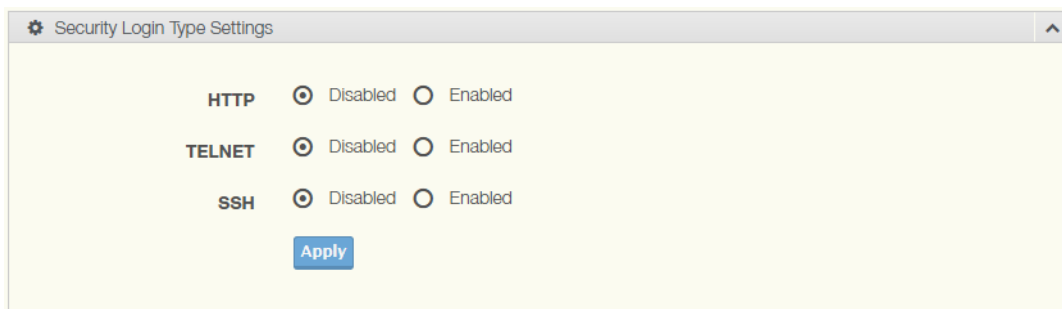 Security Login Type Settings
HTTP Disabled Enabled
TELNET Disabled Enabled
SSH Disabled Enabled
Apply